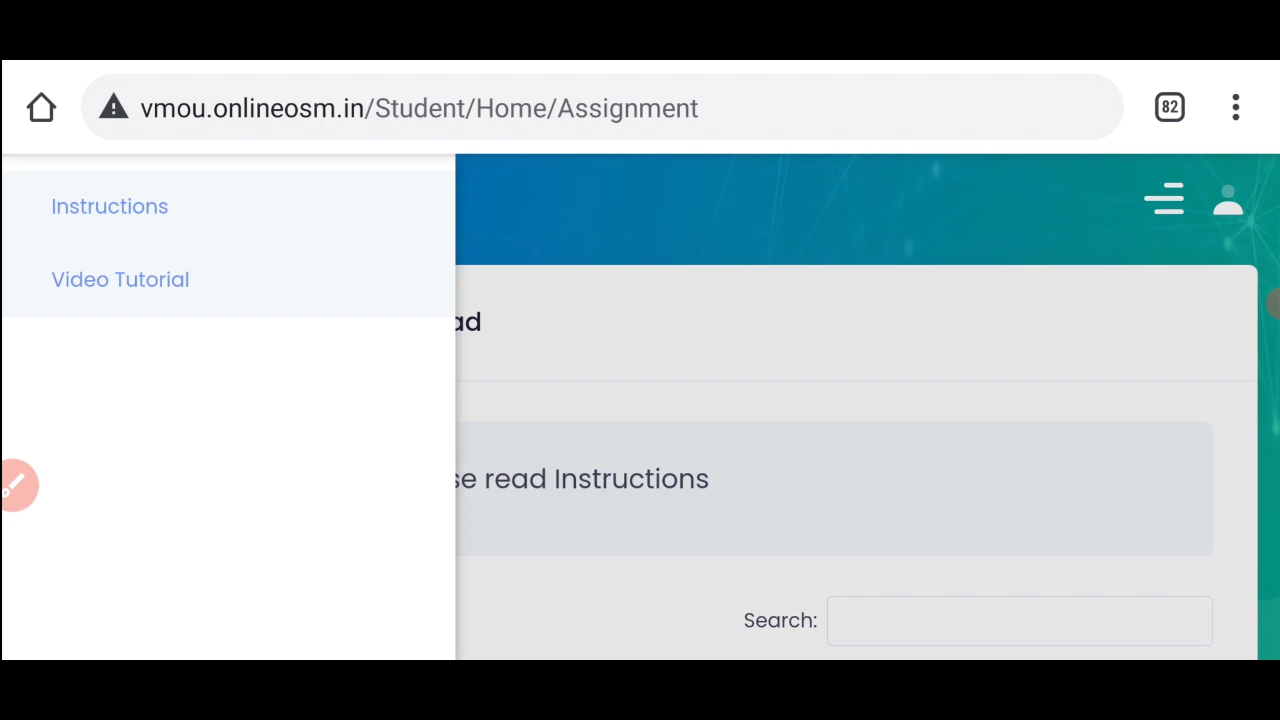 vmou.onlineosm.in/Student/Home/Assignment
82
Instructions
Video Tutorial
ad
se read Instructions
Search: